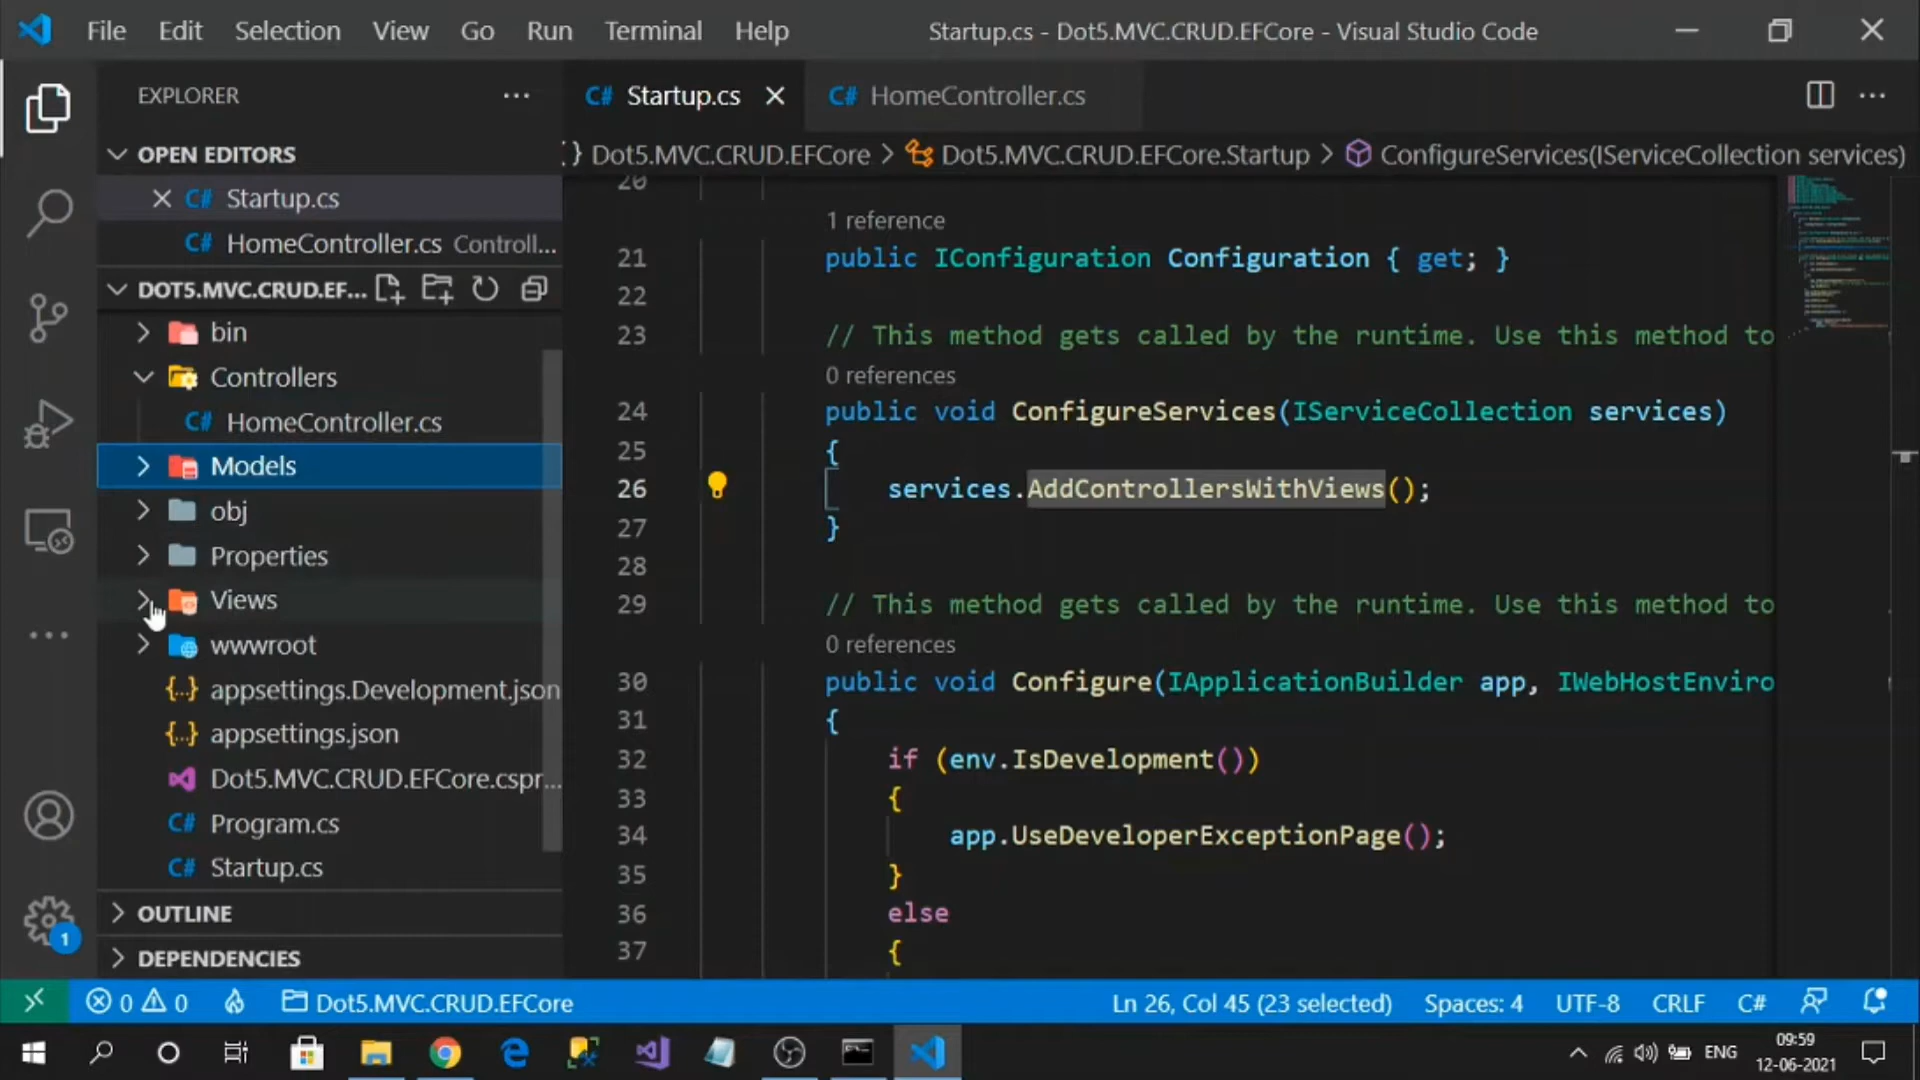 File Edit Selection View Go Run Terminal Help
Startup.cs - Dot5.MVC.CRUD.EFCore - Visual Studio Code
EXPLORER
OPEN EDITORS
C# Startup.cs
C# HomeController.cs Controll...
DOT5.MVC.CRUD.EF...
bin
Controllers
C# HomeController.cs
Models
obj
Properties
Views
wwwroot
{..} appsettings.Development.json
{..} appsettings.json
Dot5.MVC.CRUD.EFCore.cspr...
C# Program.cs
C# Startup.cs
OUTLINE
DEPENDENCIES
1
C# Startup.cs
C# HomeController.cs
{} Dot5.MVC.CRUD.EFCore > Dot5.MVC.CRUD.EFCore.Startup > ConfigureServices(IServiceCollection services)
20
1 reference
21 public IConfiguration Configuration { get; }
22
23 // This method gets called by the runtime. Use this method to
0 references
24 public void ConfigureServices(IServiceCollection services)
25 {
26 services.AddControllersWithViews();
27 }
28
29 // This method gets called by the runtime. Use this method to
0 references
30 public void Configure(IApplicationBuilder app, IWebHostEnviro
31 {
32 if (env.IsDevelopment())
33 {
34 app.UseDeveloperExceptionPage();
35 }
36 else
37 {
0 0 Dot5.MVC.CRUD.EFCore Ln 26, Col 45 (23 selected) Spaces: 4 UTF-8 CRLF C#
ENG
09:59
12-06-2021